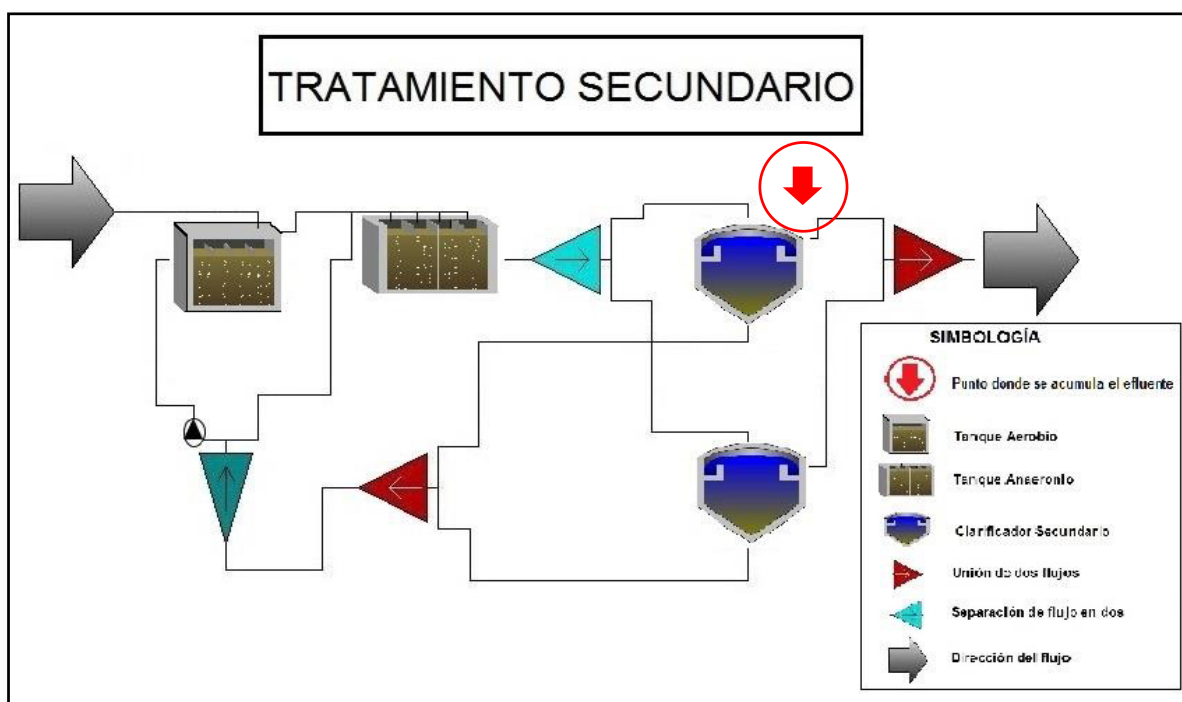 TRATAMIENTO SECUNDARIO
SIMBOLOGÍA
Punto donde se acumula el efluente
Tanque Aerobio
Tanque Anaeronio
Clarificador Secundario
Unión de dos flujos
Separación de flujo en dos
Dirección del flujo